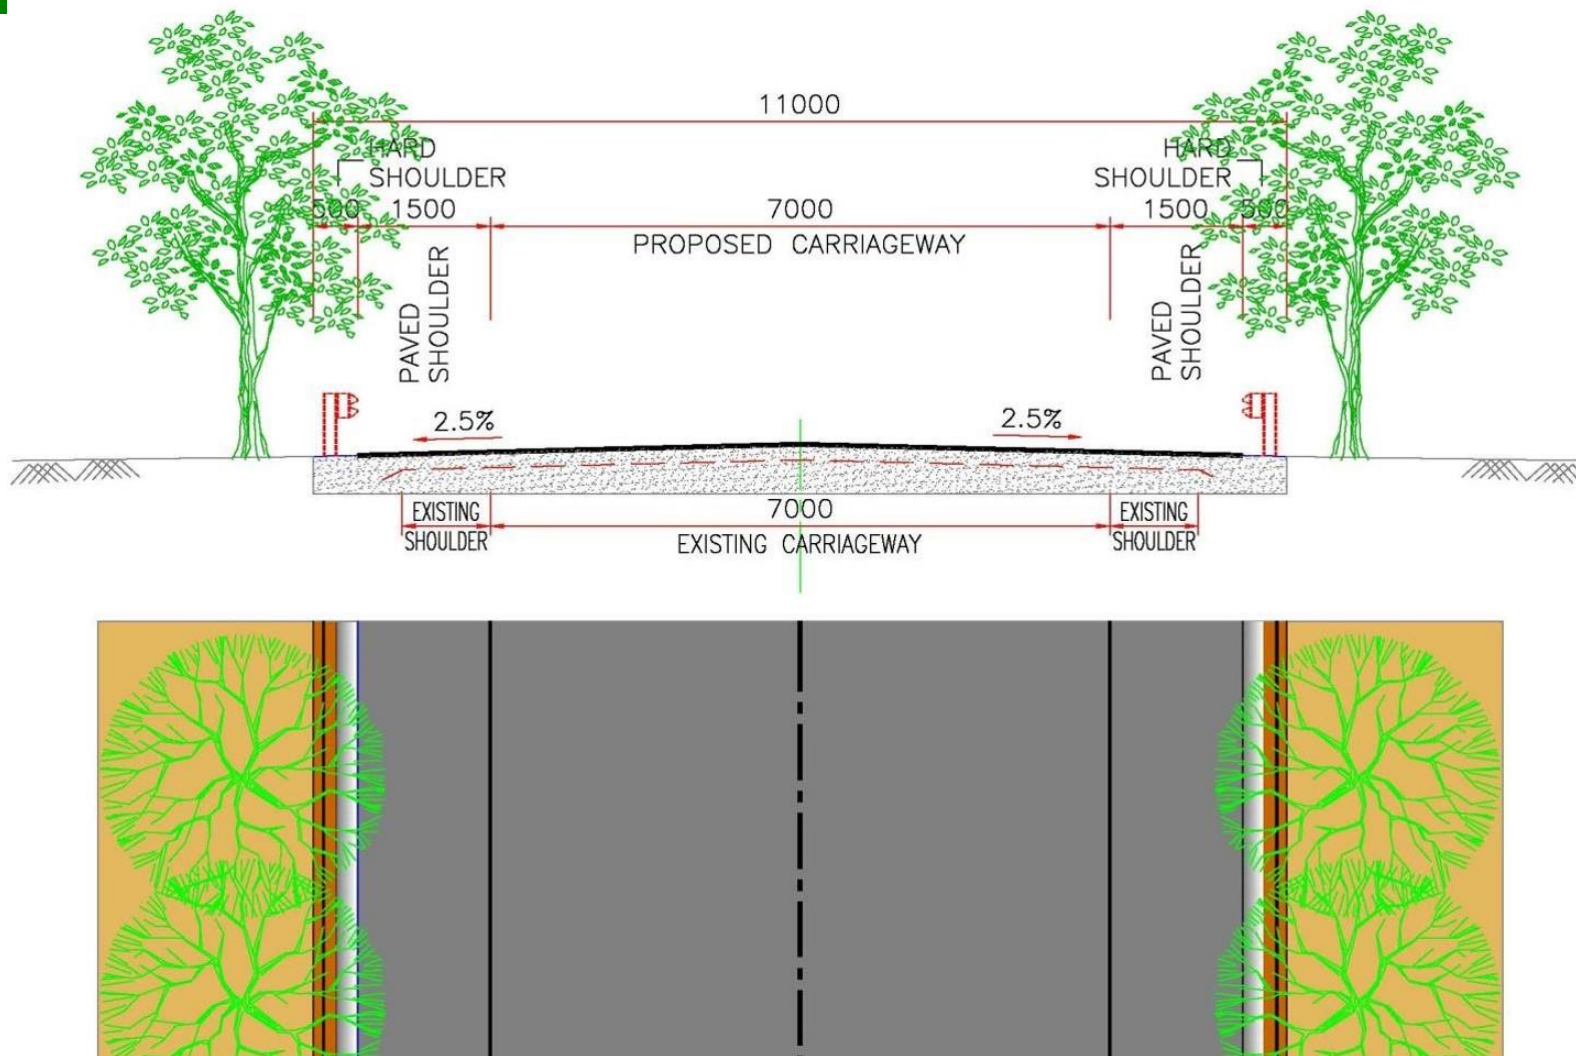 11000
HARD
SHOULDER
HARD
SHOULDER
500 1500 7000 1500 500
PROPOSED CARRIAGEWAY
PAVED
SHOULDER
PAVED
SHOULDER
2.5% 2.5%
EXISTING
SHOULDER
7000
EXISTING CARRIAGEWAY
EXISTING
SHOULDER